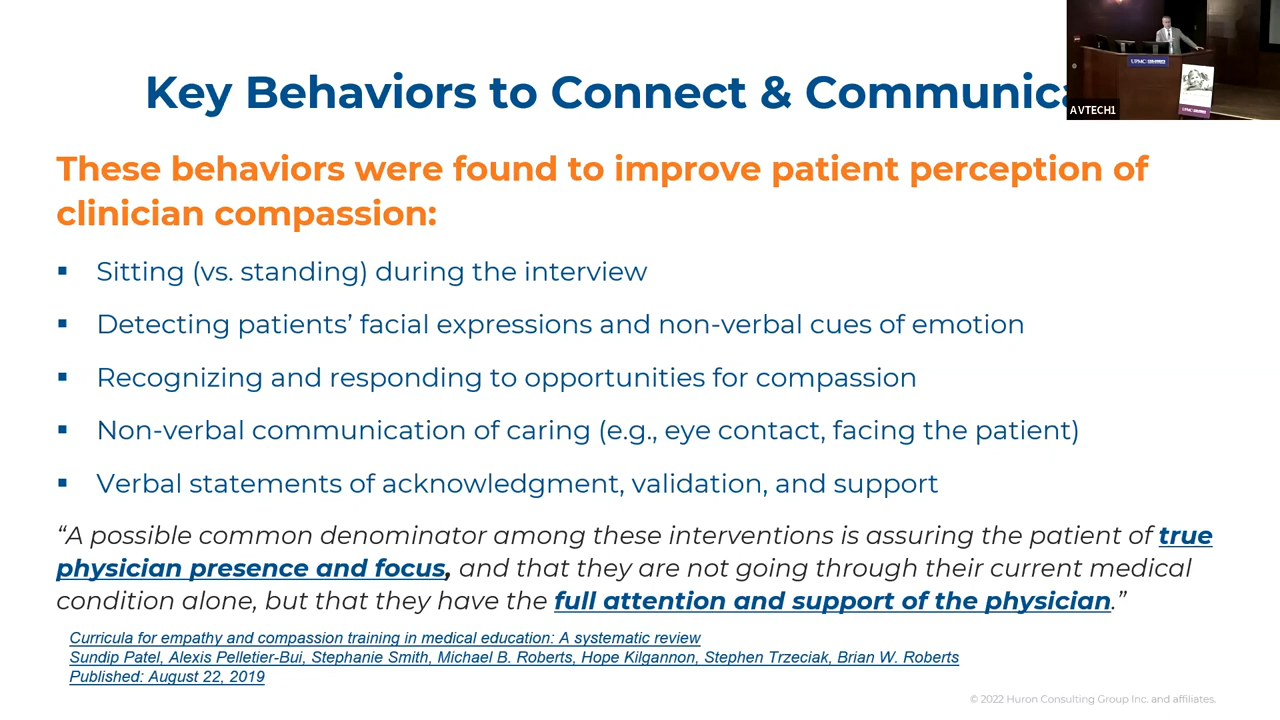 Key Behaviors to Connect & Communica
UPMC
AVTECH1
These behaviors were found to improve patient perception of
clinician compassion:
▪ Sitting (vs. standing) during the interview
▪ Detecting patients’ facial expressions and non-verbal cues of emotion
▪ Recognizing and responding to opportunities for compassion
▪ Non-verbal communication of caring (e.g., eye contact, facing the patient)
▪ Verbal statements of acknowledgment, validation, and support
“A possible common denominator among these interventions is assuring the patient of true
physician presence and focus, and that they are not going through their current medical
condition alone, but that they have the full attention and support of the physician.”
Curricula for empathy and compassion training in medical education: A systematic review
Sundip Patel, Alexis Pelletier-Bui, Stephanie Smith, Michael B. Roberts, Hope Kilgannon, Stephen Trzeciak, Brian W. Roberts
Published: August 22, 2019
© 2022 Huron Consulting Group Inc. and affiliates.